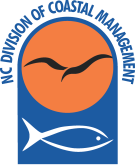 NC DIVISION OF COASTAL MANAGEMENT